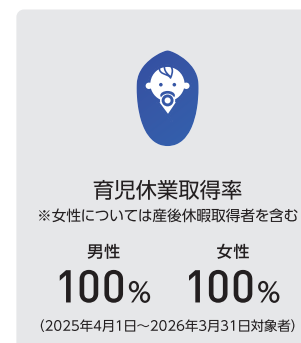 育児休業取得率
※女性については産後休暇取得者を含む
男性 女性
100% 100%
（2025年4月1日～2026年3月31日対象者）